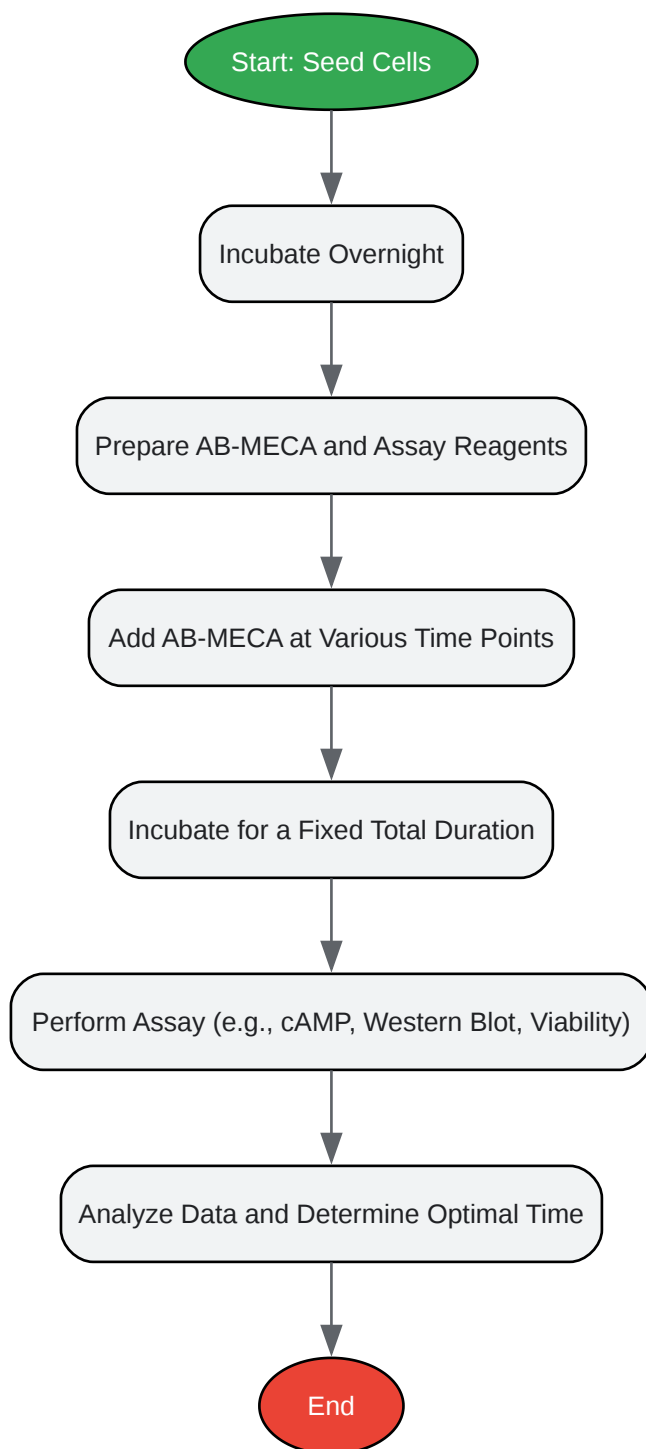 Start: Seed Cells
Incubate Overnight
Prepare AB-MECA and Assay Reagents
Add AB-MECA at Various Time Points
Incubate for a Fixed Total Duration
Perform Assay (e.g., cAMP, Western Blot, Viability)
Analyze Data and Determine Optimal Time
End